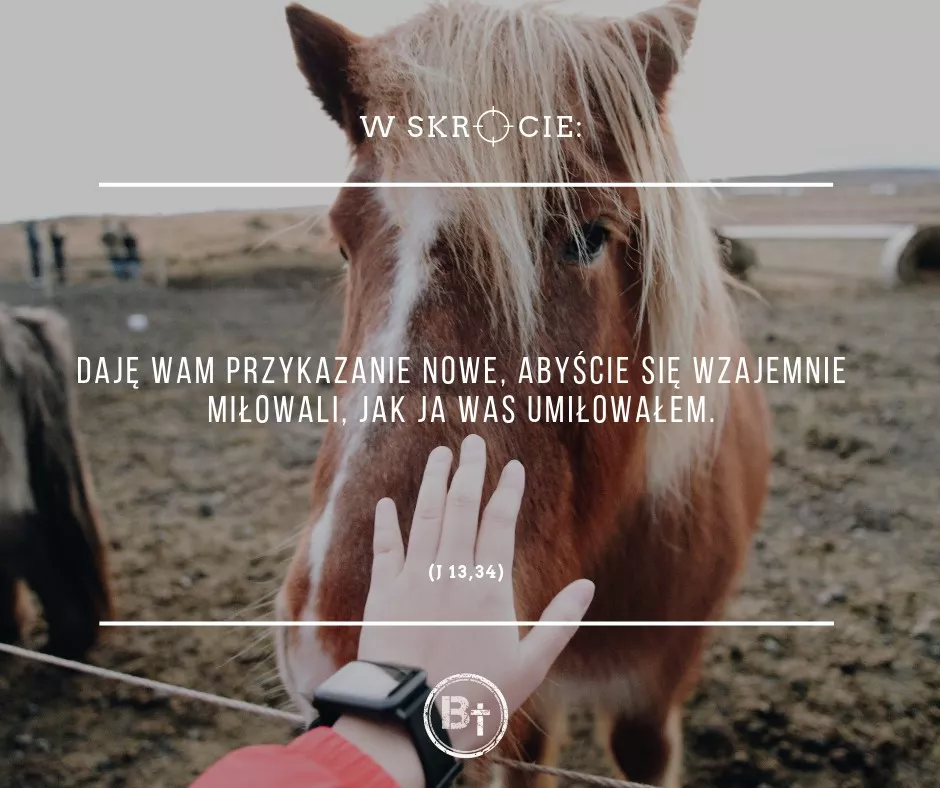 W SKRÓCIE:
DAJĘ WAM PRZYKAZANIE NOWE, ABYŚCIE SIĘ WZAJEMNIE
MIŁOWALI, JAK JA WAS UMIŁOWAŁEM.
(J 13,34)
B†